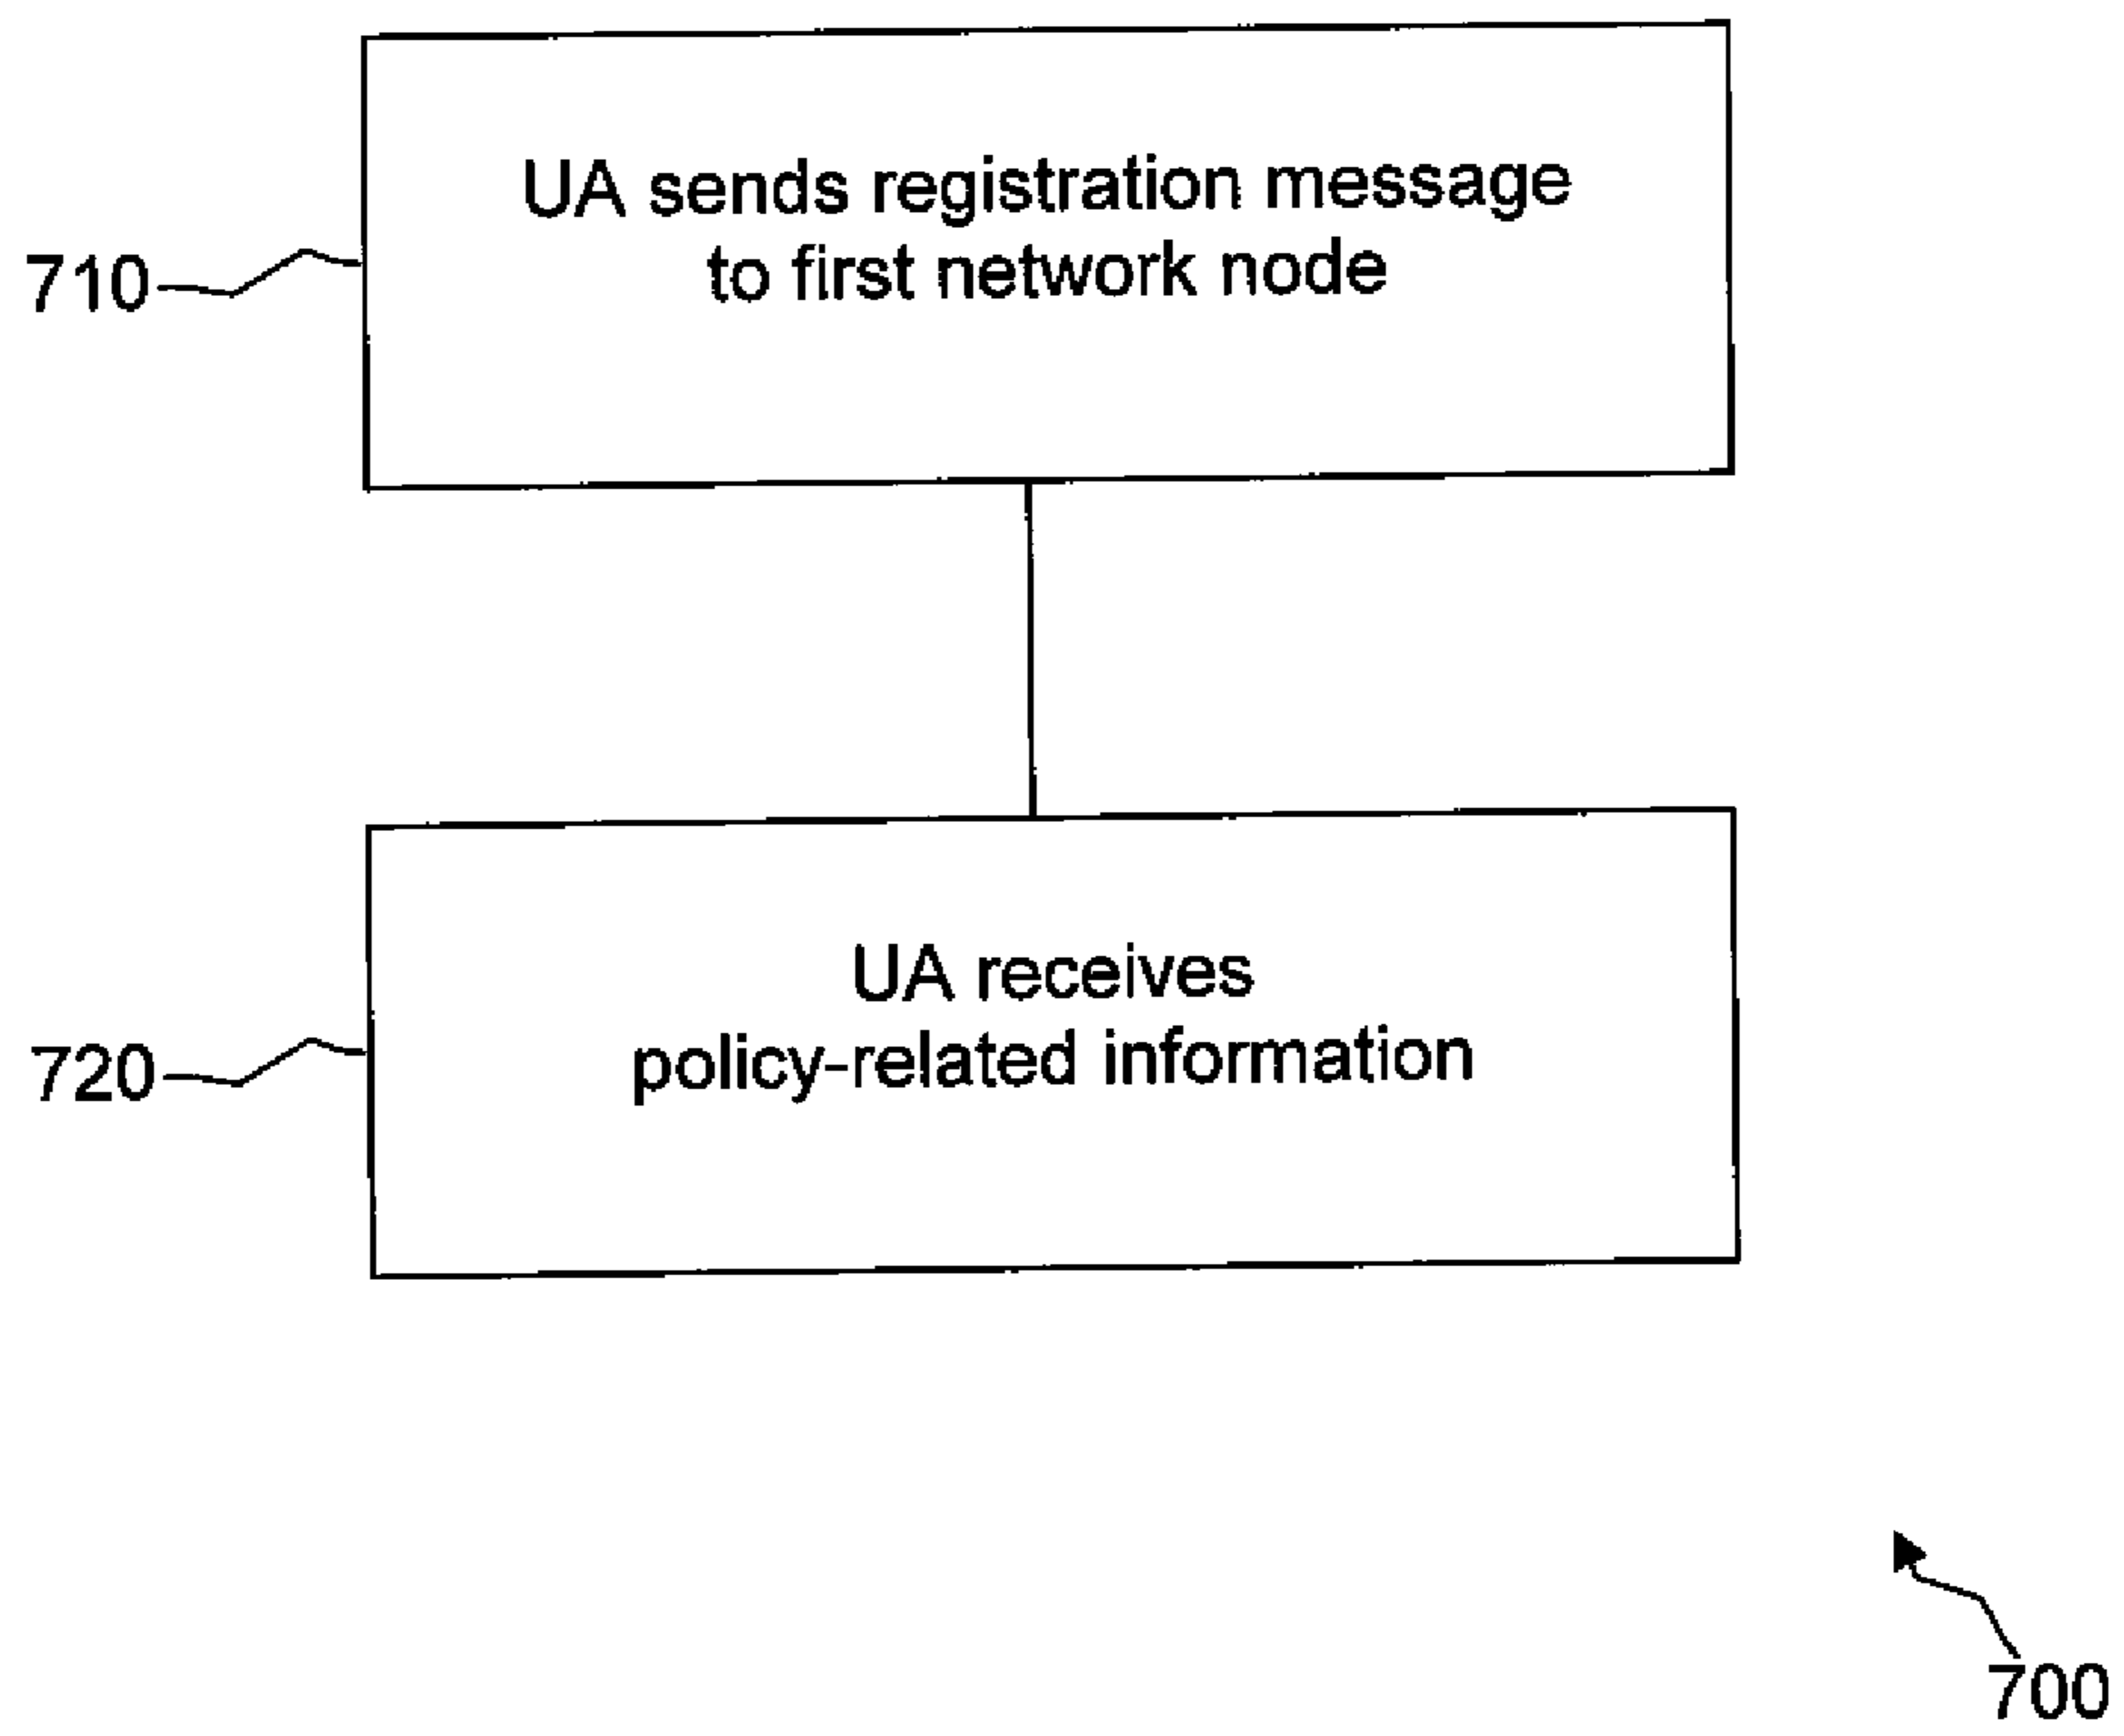 UA sends registration message
to first network node
710
UA receives
policy-related information
720
700